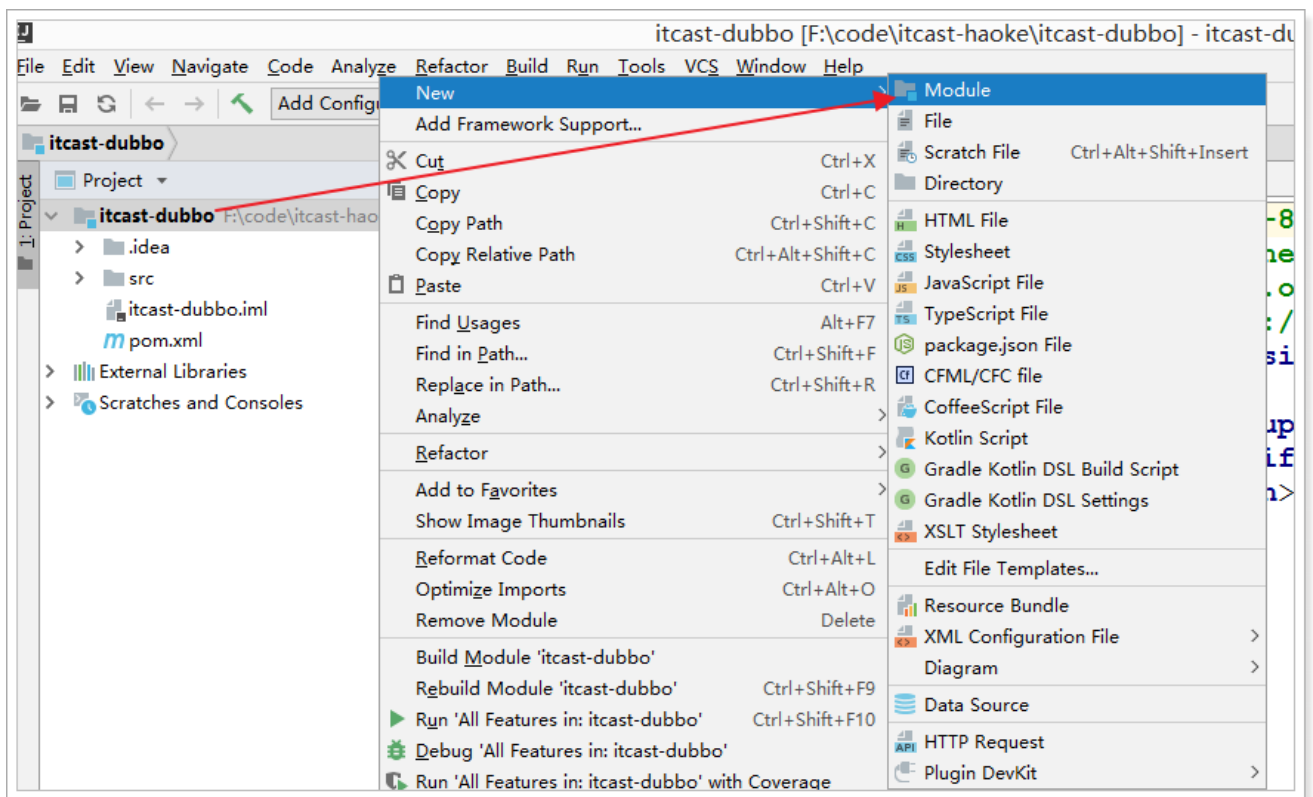 itcast-dubbo [F:\code\itcast-haoke\itcast-dubbo] - itcast-du
File Edit View Navigate Code Analyze Refactor Build Run Tools VCS Window Help
Add Configu
itcast-dubbo
1: Project
Project
itcast-dubbo F:\code\itcast-hao
.idea
src
itcast-dubbo.iml
pom.xml
External Libraries
Scratches and Consoles
New
Add Framework Support...
Cut Ctrl+X
Copy Ctrl+C
Copy Path Ctrl+Shift+C
Copy Relative Path Ctrl+Alt+Shift+C
Paste Ctrl+V
Find Usages Alt+F7
Find in Path... Ctrl+Shift+F
Replace in Path... Ctrl+Shift+R
Analyze
Refactor
Add to Favorites
Show Image Thumbnails Ctrl+Shift+T
Reformat Code Ctrl+Alt+L
Optimize Imports Ctrl+Alt+O
Remove Module Delete
Build Module 'itcast-dubbo'
Rebuild Module 'itcast-dubbo' Ctrl+Shift+F9
Run 'All Features in: itcast-dubbo' Ctrl+Shift+F10
Debug 'All Features in: itcast-dubbo'
Run 'All Features in: itcast-dubbo' with Coverage
Module
File
Scratch File Ctrl+Alt+Shift+Insert
Directory
HTML File
Stylesheet
JavaScript File
TypeScript File
package.json File
CFML/CFC file
CoffeeScript File
Kotlin Script
Gradle Kotlin DSL Build Script
Gradle Kotlin DSL Settings
XSLT Stylesheet
Edit File Templates...
Resource Bundle
XML Configuration File
Diagram
Data Source
HTTP Request
Plugin DevKit
-8
ne
.o
:/
si
up
if
n>